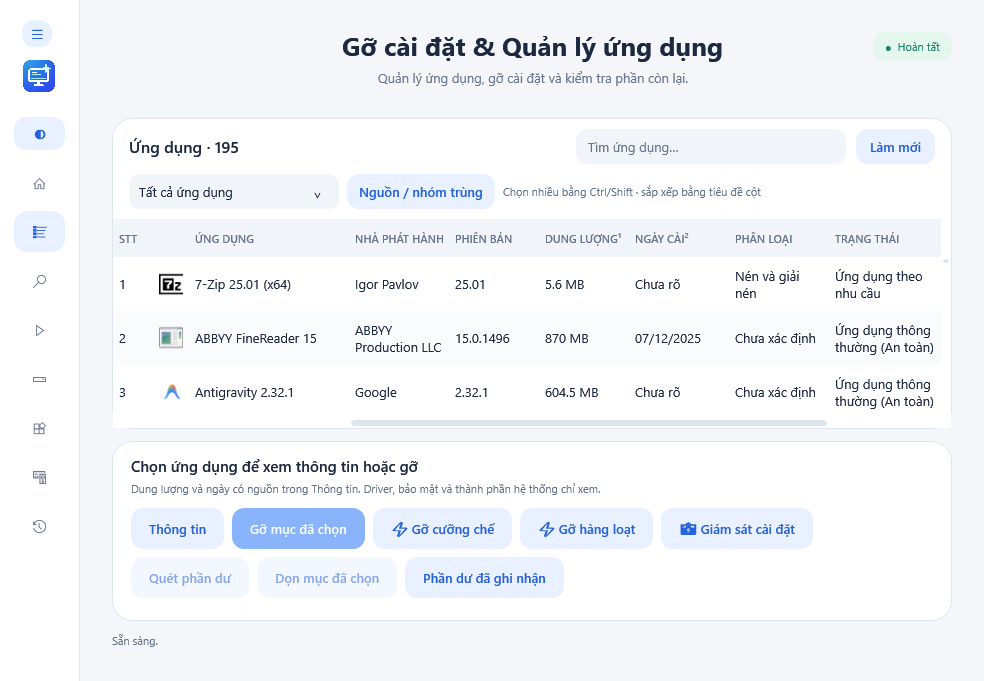 Gỡ cài đặt & Quản lý ứng dụng
Hoàn tất
Quản lý ứng dụng, gỡ cài đặt và kiểm tra phần còn lại.
Ứng dụng · 195
Tìm ứng dụng...
Làm mới
Tất cả ứng dụng
Nguồn / nhóm trùng
Chọn nhiều bằng Ctrl/Shift · sắp xếp bằng tiêu đề cột
STT ỨNG DỤNG NHÀ PHÁT HÀNH PHIÊN BẢN DUNG LƯỢNG¹ NGÀY CÀI² PHÂN LOẠI TRẠNG THÁI
1 7-Zip 25.01 (x64) Igor Pavlov 25.01 5.6 MB Chưa rõ Nén và giải nén Ứng dụng theo nhu cầu
2 ABBYY FineReader 15 ABBYY Production LLC 15.0.1496 870 MB 07/12/2025 Chưa xác định Ứng dụng thông thường (An toàn)
3 Antigravity 2.32.1 Google 2.32.1 604.5 MB Chưa rõ Chưa xác định Ứng dụng thông thường (An toàn)
Chọn ứng dụng để xem thông tin hoặc gỡ
Dung lượng và ngày có nguồn trong Thông tin. Driver, bảo mật và thành phần hệ thống chỉ xem.
Thông tin
Gỡ mục đã chọn
Gỡ cưỡng chế
Gỡ hàng loạt
Giám sát cài đặt
Quét phần dư
Dọn mục đã chọn
Phần dư đã ghi nhận
Sẵn sàng.